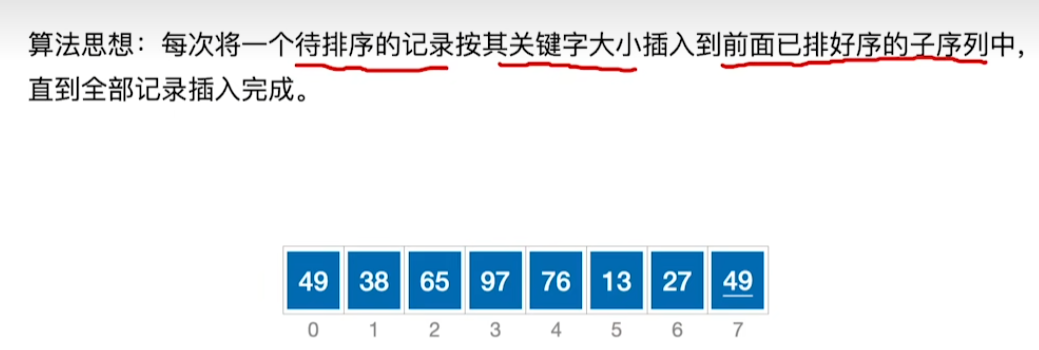 算法思想：每次将一个待排序的记录按其关键字大小插入到前面已排好序的子序列中，
直到全部记录插入完成。
49 38 65 97 76 13 27 49
0 1 2 3 4 5 6 7